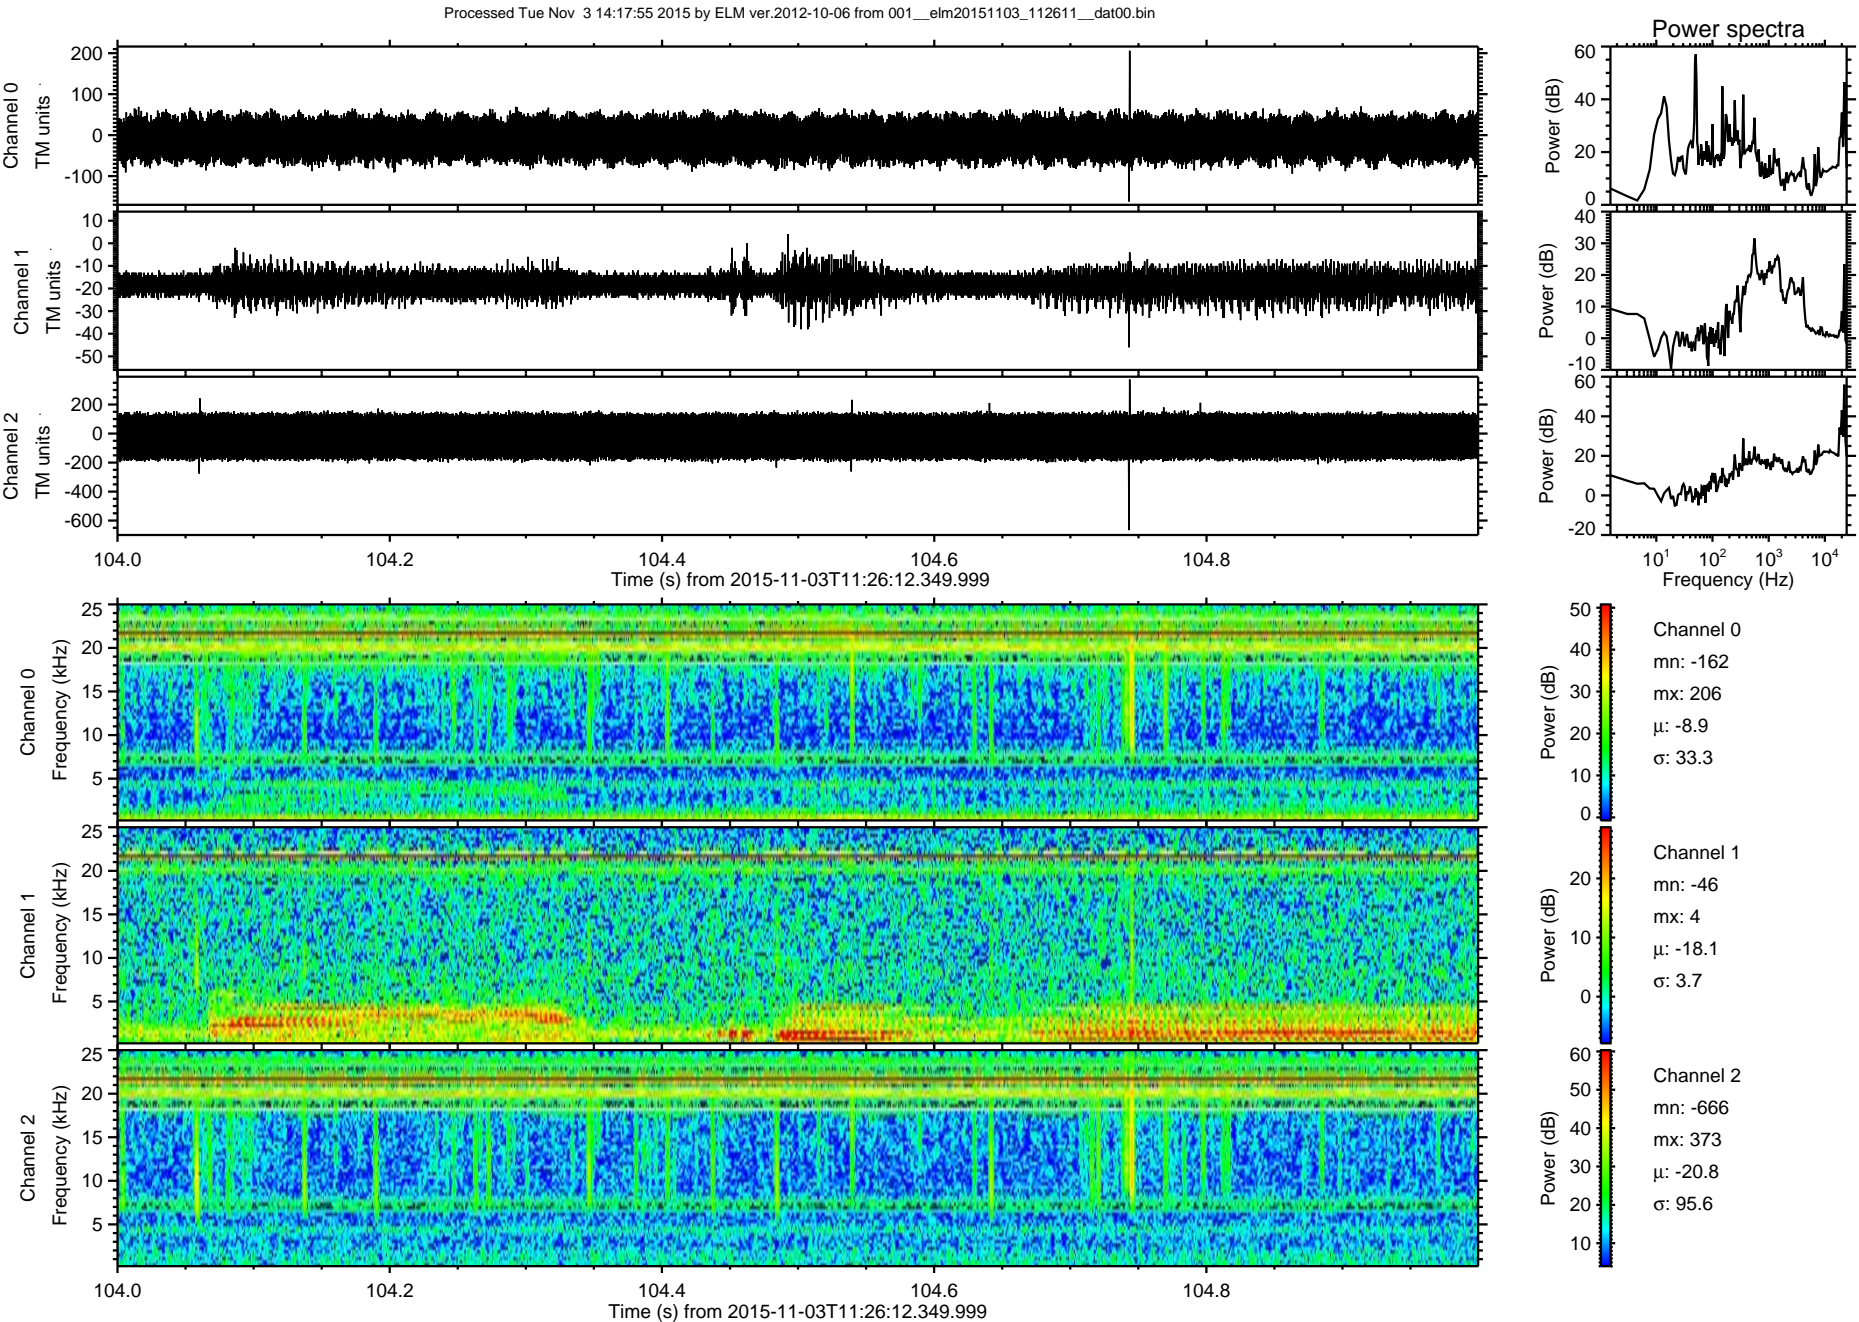 Processed Tue Nov  3 14:17:55 2015 by ELM ver.2012-10-06 from 001__elm20151103_112611__dat00.bin
Power spectra
Channel 0
TM units
200
100
0
-100
Power (dB)
60
40
20
0
Channel 1
TM units
10
0
-10
-20
-30
-40
-50
Power (dB)
40
30
20
10
0
-10
Channel 2
TM units
200
0
-200
-400
-600
Power (dB)
60
40
20
0
-20
104.0 104.2 104.4 104.6 104.8
Time (s) from 2015-11-03T11:26:12.349.999
10¹ 10² 10³ 10⁴
Frequency (Hz)
Channel 0
Frequency (kHz)
25
20
15
10
5
Power (dB)
50
40
30
20
10
0
Channel 0
mn: -162
mx: 206
μ: -8.9
σ: 33.3
Channel 1
Frequency (kHz)
25
20
15
10
5
Power (dB)
20
10
0
Channel 1
mn: -46
mx: 4
μ: -18.1
σ: 3.7
Channel 2
Frequency (kHz)
25
20
15
10
5
Power (dB)
60
50
40
30
20
10
Channel 2
mn: -666
mx: 373
μ: -20.8
σ: 95.6
104.0 104.2 104.4 104.6 104.8
Time (s) from 2015-11-03T11:26:12.349.999